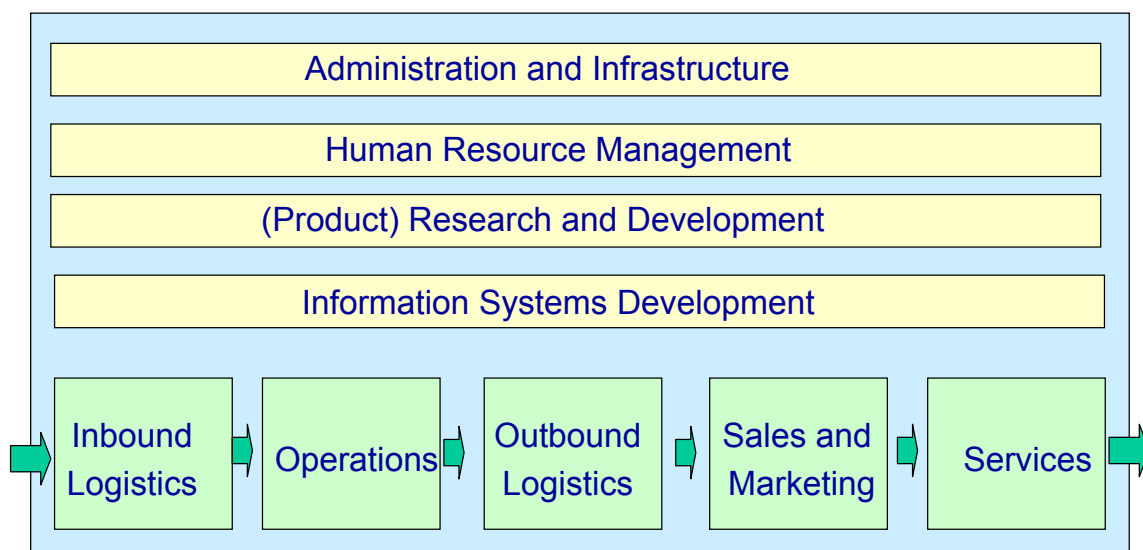 Administration and Infrastructure
Human Resource Management
(Product) Research and Development
Information Systems Development
Inbound
Logistics
Operations
Outbound
Logistics
Sales and
Marketing
Services